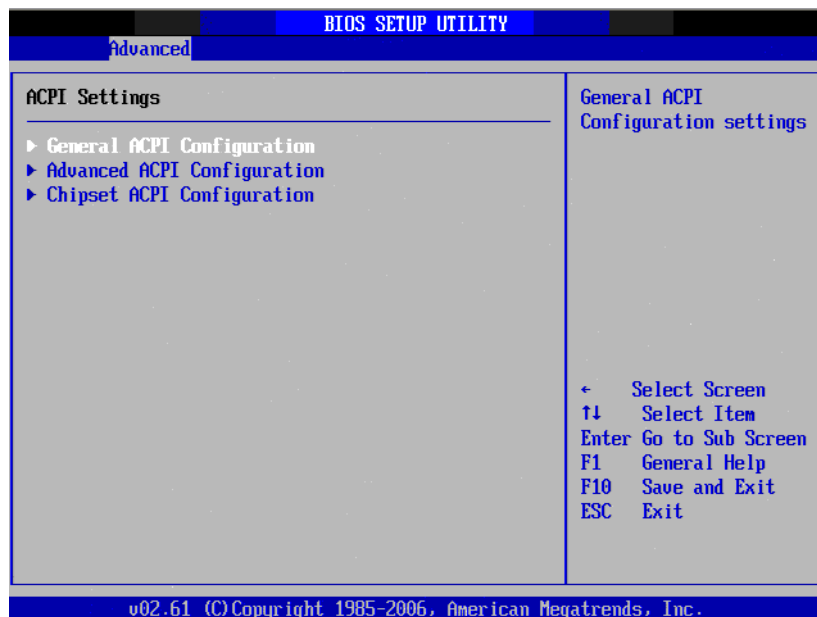 BIOS SETUP UTILITY
Advanced
ACPI Settings
▶ General ACPI Configuration
▶ Advanced ACPI Configuration
▶ Chipset ACPI Configuration
General ACPI
Configuration settings
← Select Screen
↑↓ Select Item
Enter Go to Sub Screen
F1 General Help
F10 Save and Exit
ESC Exit
v02.61 (C)Copyright 1985-2006, American Megatrends, Inc.